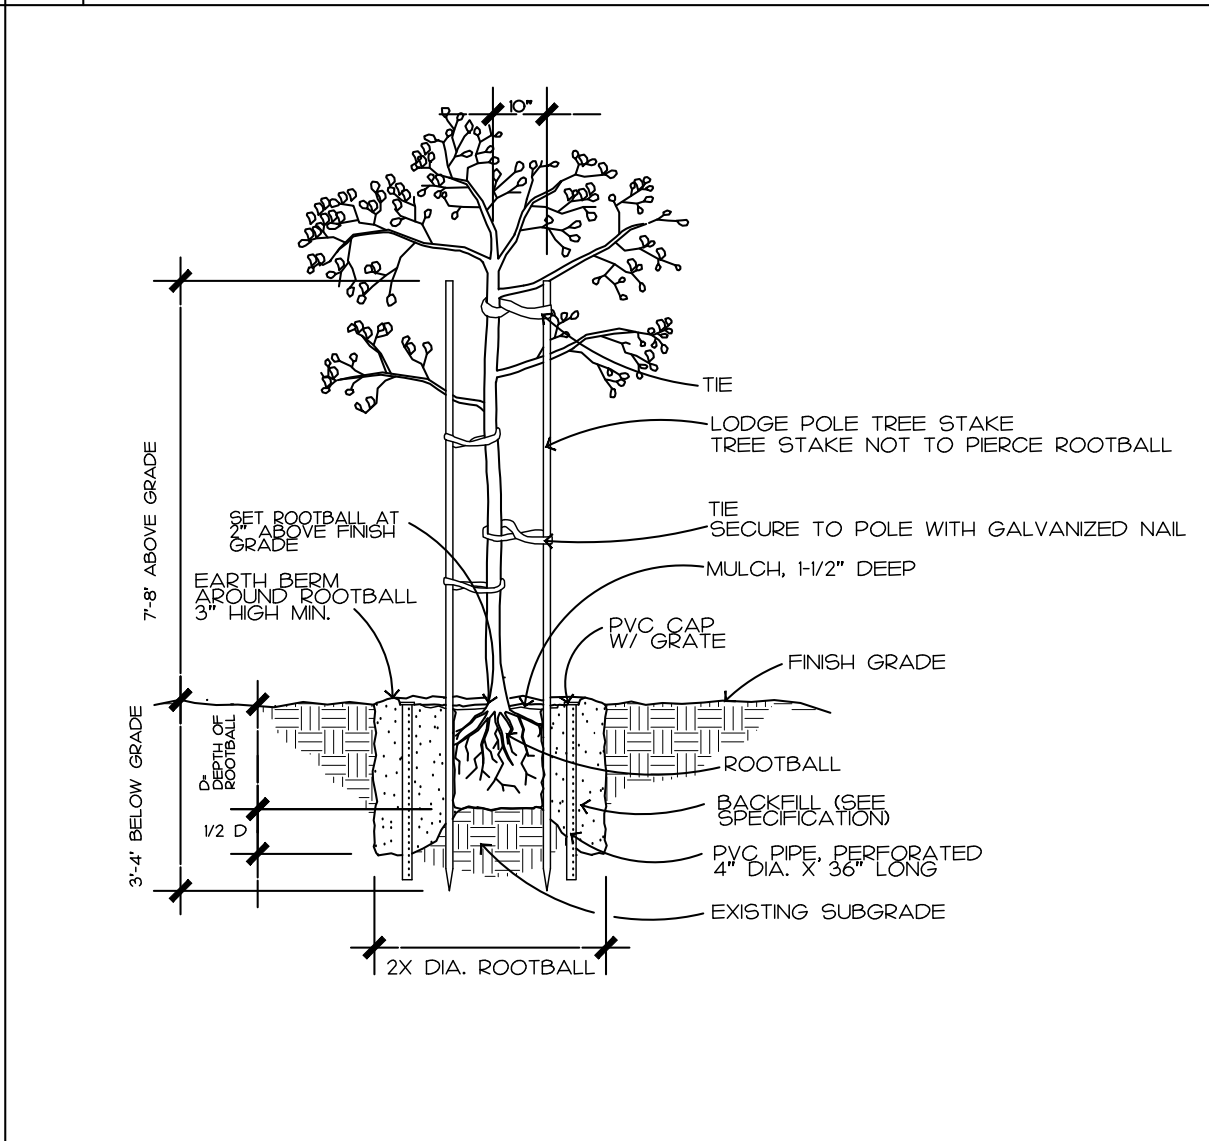 10"
TIE
LODGE POLE TREE STAKE
TREE STAKE NOT TO PIERCE ROOTBALL
7'-8' ABOVE GRADE
TIE
SECURE TO POLE WITH GALVANIZED NAIL
SET ROOTBALL AT
2" ABOVE FINISH
GRADE
MULCH, 1-1/2" DEEP
EARTH BERM
AROUND ROOTBALL
3" HIGH MIN.
PVC CAP
W/ GRATE
FINISH GRADE
3'-4' BELOW GRADE
D=
DEPTH OF
ROOTBALL
ROOTBALL
1/2 D
BACKFILL (SEE
SPECIFICATION)
PVC PIPE, PERFORATED
4" DIA. X 36" LONG
EXISTING SUBGRADE
2X DIA. ROOTBALL